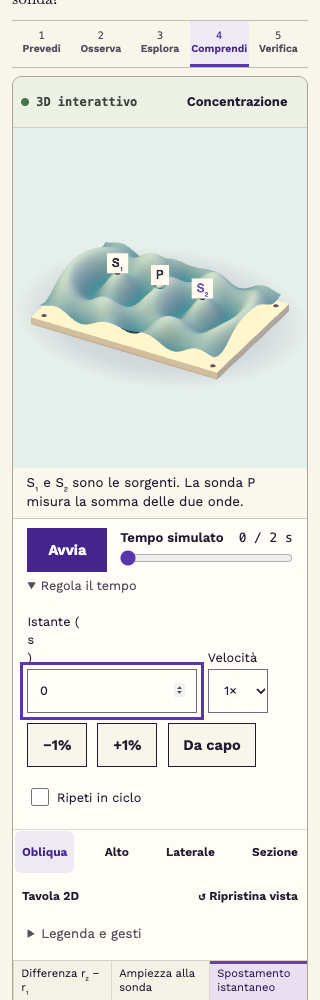 sonda?
1 2 3 4 5
Prevedi Osserva Esplora Comprendi Verifica
3D interattivo Concentrazione
S₁
P
S₂
S₁ e S₂ sono le sorgenti. La sonda P
misura la somma delle due onde.
Avvia Tempo simulato 0 / 2 s
▼ Regola il tempo
Istante (
s
) Velocità
0 1×
−1% +1% Da capo
Ripeti in ciclo
Obliqua Alto Laterale Sezione
Tavola 2D ↺ Ripristina vista
▶ Legenda e gesti
Differenza r₂ − Ampiezza alla Spostamento
r₁ sonda istantaneo